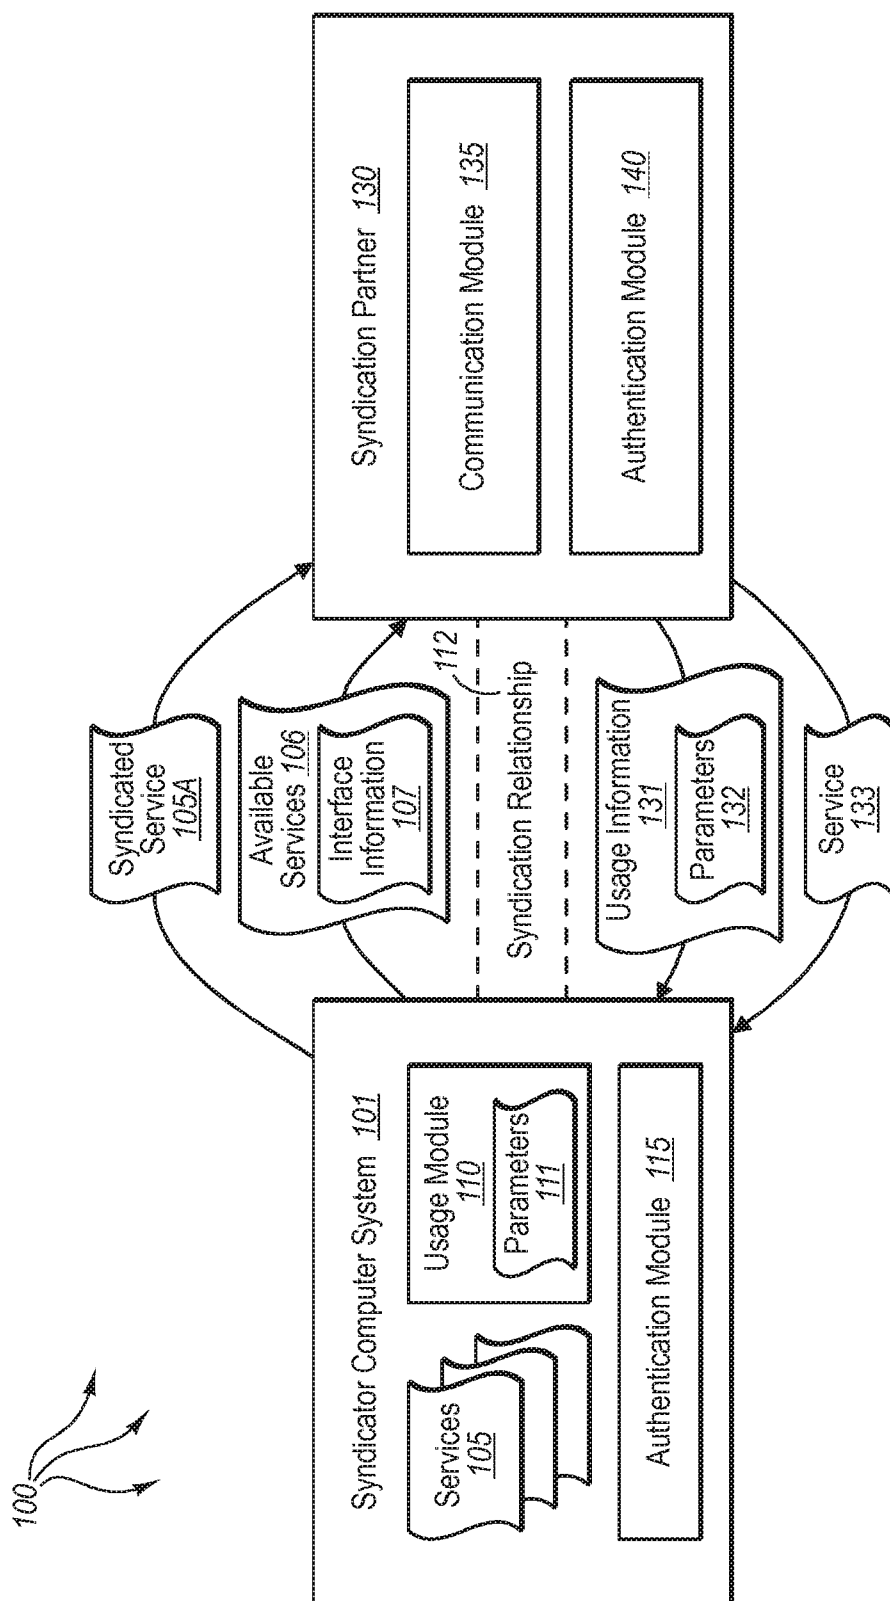 100
Syndicator Computer System 101
Services
105
Usage Module
110
Parameters
111
Authentication Module 115
Syndicated
Service
105A
Available
Services 106
Interface
Information
107
112
Syndication Relationship
Usage Information
131
Parameters
132
Service
133
Syndication Partner 130
Communication Module 135
Authentication Module 140